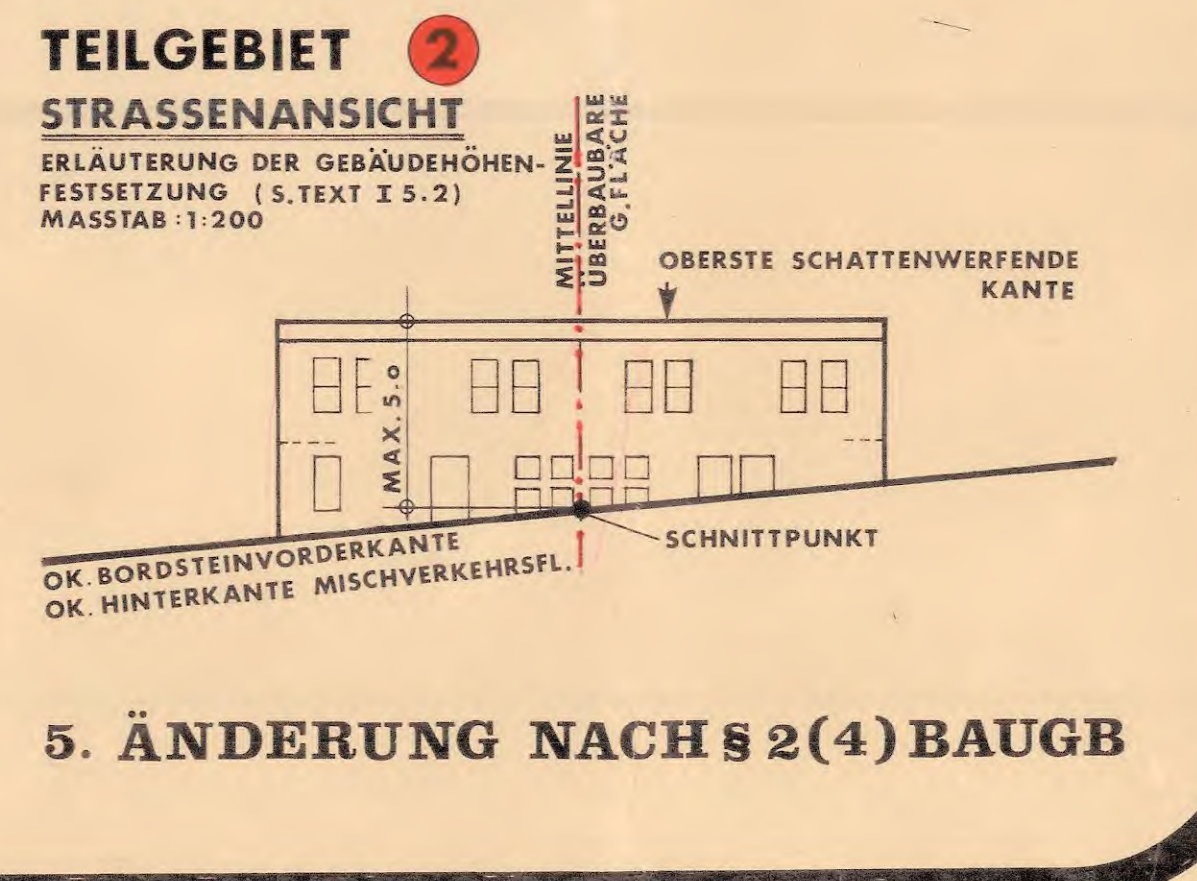 TEILGEBIET 2
STRASSENANSICHT
ERLÄUTERUNG DER GEBÄUDEHÖHEN-
FESTSETZUNG (S.TEXT I 5.2)
MASSTAB:1:200
MITTELLINIE
ÜBERBAUBARE
G.FLÄCHE
OBERSTE SCHATTENWERFENDE
KANTE
MAX. 5.0
SCHNITTPUNKT
OK. BORDSTEINVORDERKANTE
OK. HINTERKANTE MISCHVERKEHRSFL.
5. ÄNDERUNG NACH § 2(4) BAUGB